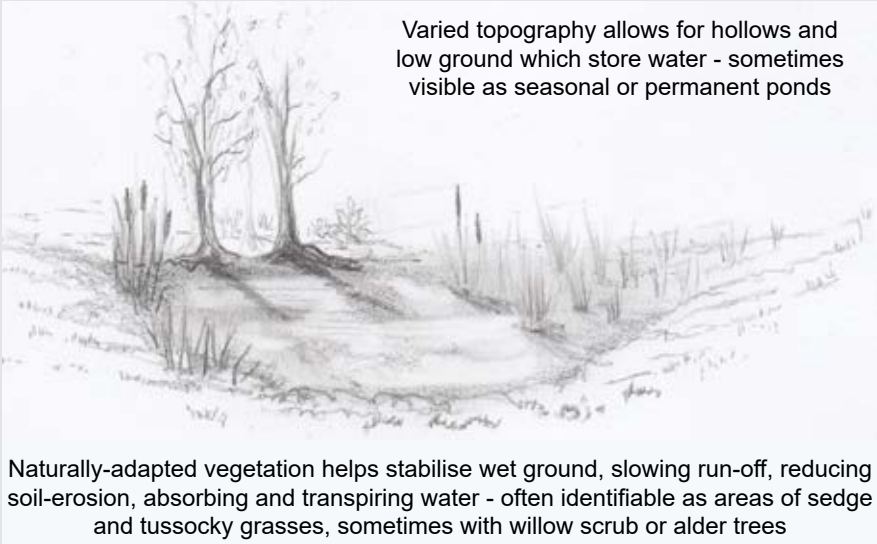 Varied topography allows for hollows and
low ground which store water - sometimes
visible as seasonal or permanent ponds
Naturally-adapted vegetation helps stabilise wet ground, slowing run-off, reducing
soil-erosion, absorbing and transpiring water - often identifiable as areas of sedge
and tussocky grasses, sometimes with willow scrub or alder trees